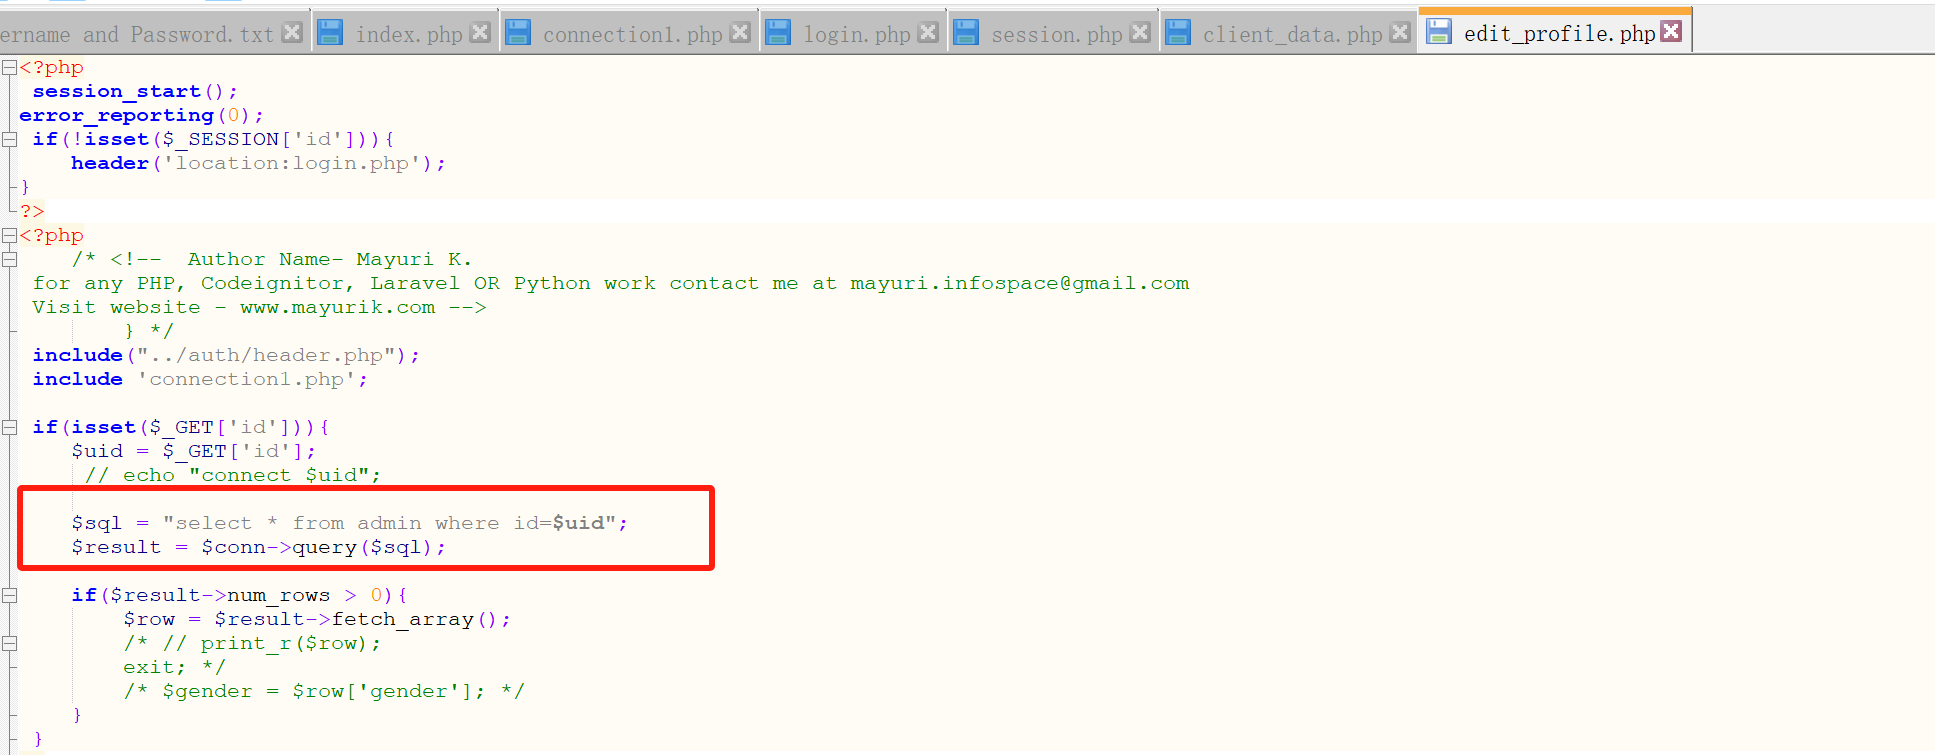 ername and Password.txt index.php connection1.php login.php session.php client_data.php edit_profile.php
<?php
session_start();
error_reporting(0);
if(!isset($_SESSION['id'])){
header('location:login.php');
}
?>
<?php
/* <!-- Author Name- Mayuri K.
for any PHP, Codeignitor, Laravel OR Python work contact me at mayuri.infospace@gmail.com
Visit website - www.mayurik.com -->
} */
include("../auth/header.php");
include 'connection1.php';
if(isset($_GET['id'])){
$uid = $_GET['id'];
// echo "connect $uid";
$sql = "select * from admin where id=$uid";
$result = $conn->query($sql);
if($result->num_rows > 0){
$row = $result->fetch_array();
/* // print_r($row);
exit; */
/* $gender = $row['gender']; */
}
}